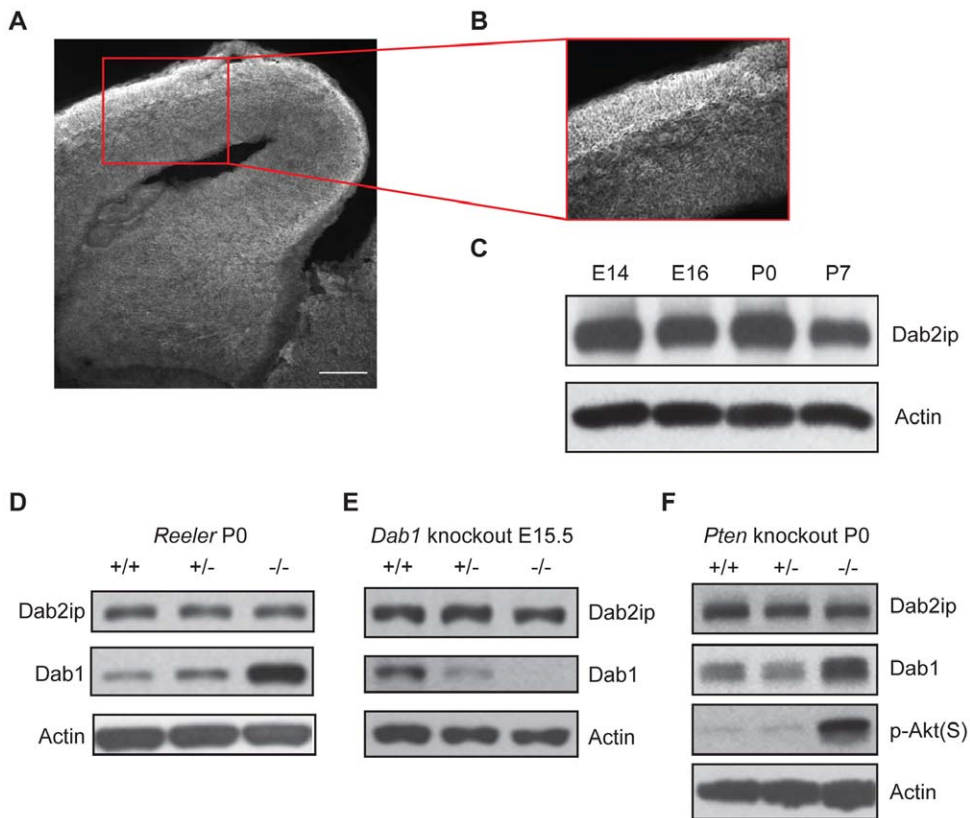 A
B
C
E14 E16 P0 P7
Dab2ip
Actin
D
Reeler P0
+/+ +/- -/-
Dab2ip
Dab1
Actin
E
Dab1 knockout E15.5
+/+ +/- -/-
Dab2ip
Dab1
Actin
F
Pten knockout P0
+/+ +/- -/-
Dab2ip
Dab1
p-Akt(S)
Actin